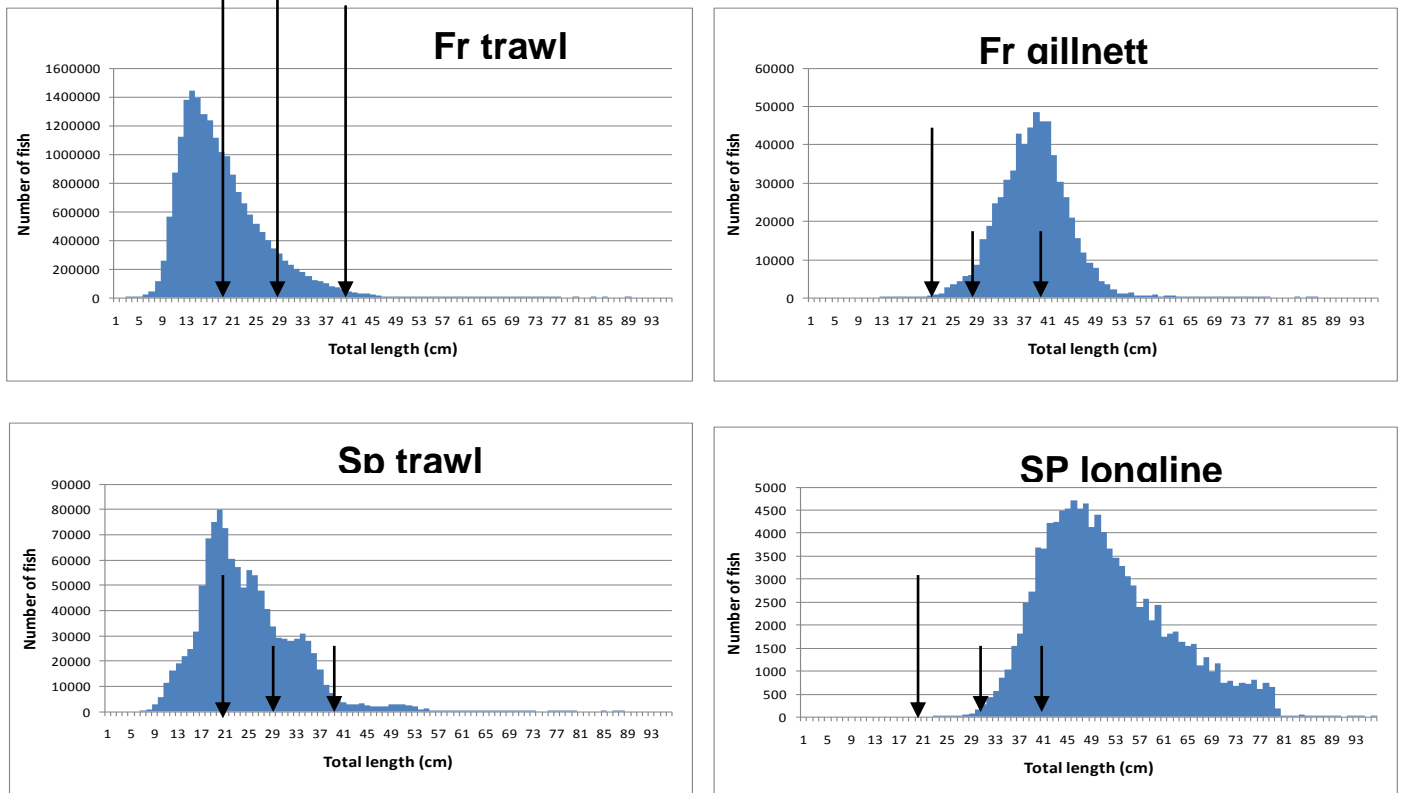 Fr trawl
Number of fish
1600000
1400000
1200000
1000000
800000
600000
400000
200000
0
1 5 9 13 17 21 25 29 33 37 41 45 49 53 57 61 65 69 73 77 81 85 89 93
Total length (cm)
Fr gillnett
Number of fish
60000
50000
40000
30000
20000
10000
0
1 5 9 13 17 21 25 29 33 37 41 45 49 53 57 61 65 69 73 77 81 85 89 93
Total length (cm)
Sp trawl
Number of fish
90000
80000
70000
60000
50000
40000
30000
20000
10000
0
1 5 9 13 17 21 25 29 33 37 41 45 49 53 57 61 65 69 73 77 81 85 89 93
Total length (cm)
SP longline
Number of fish
5000
4500
4000
3500
3000
2500
2000
1500
1000
500
0
1 5 9 13 17 21 25 29 33 37 41 45 49 53 57 61 65 69 73 77 81 85 89 93
Total length (cm)